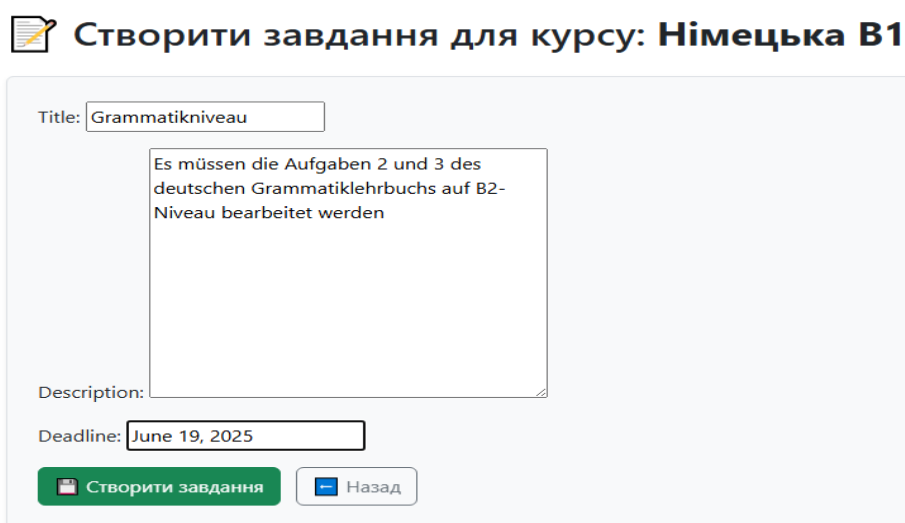 Створити завдання для курсу: Німецька B1
Title: Grammatikniveau
Es müssen die Aufgaben 2 und 3 des
deutschen Grammatiklehrbuchs auf B2-
Niveau bearbeitet werden
Description:
Deadline: June 19, 2025
Створити завдання
Назад